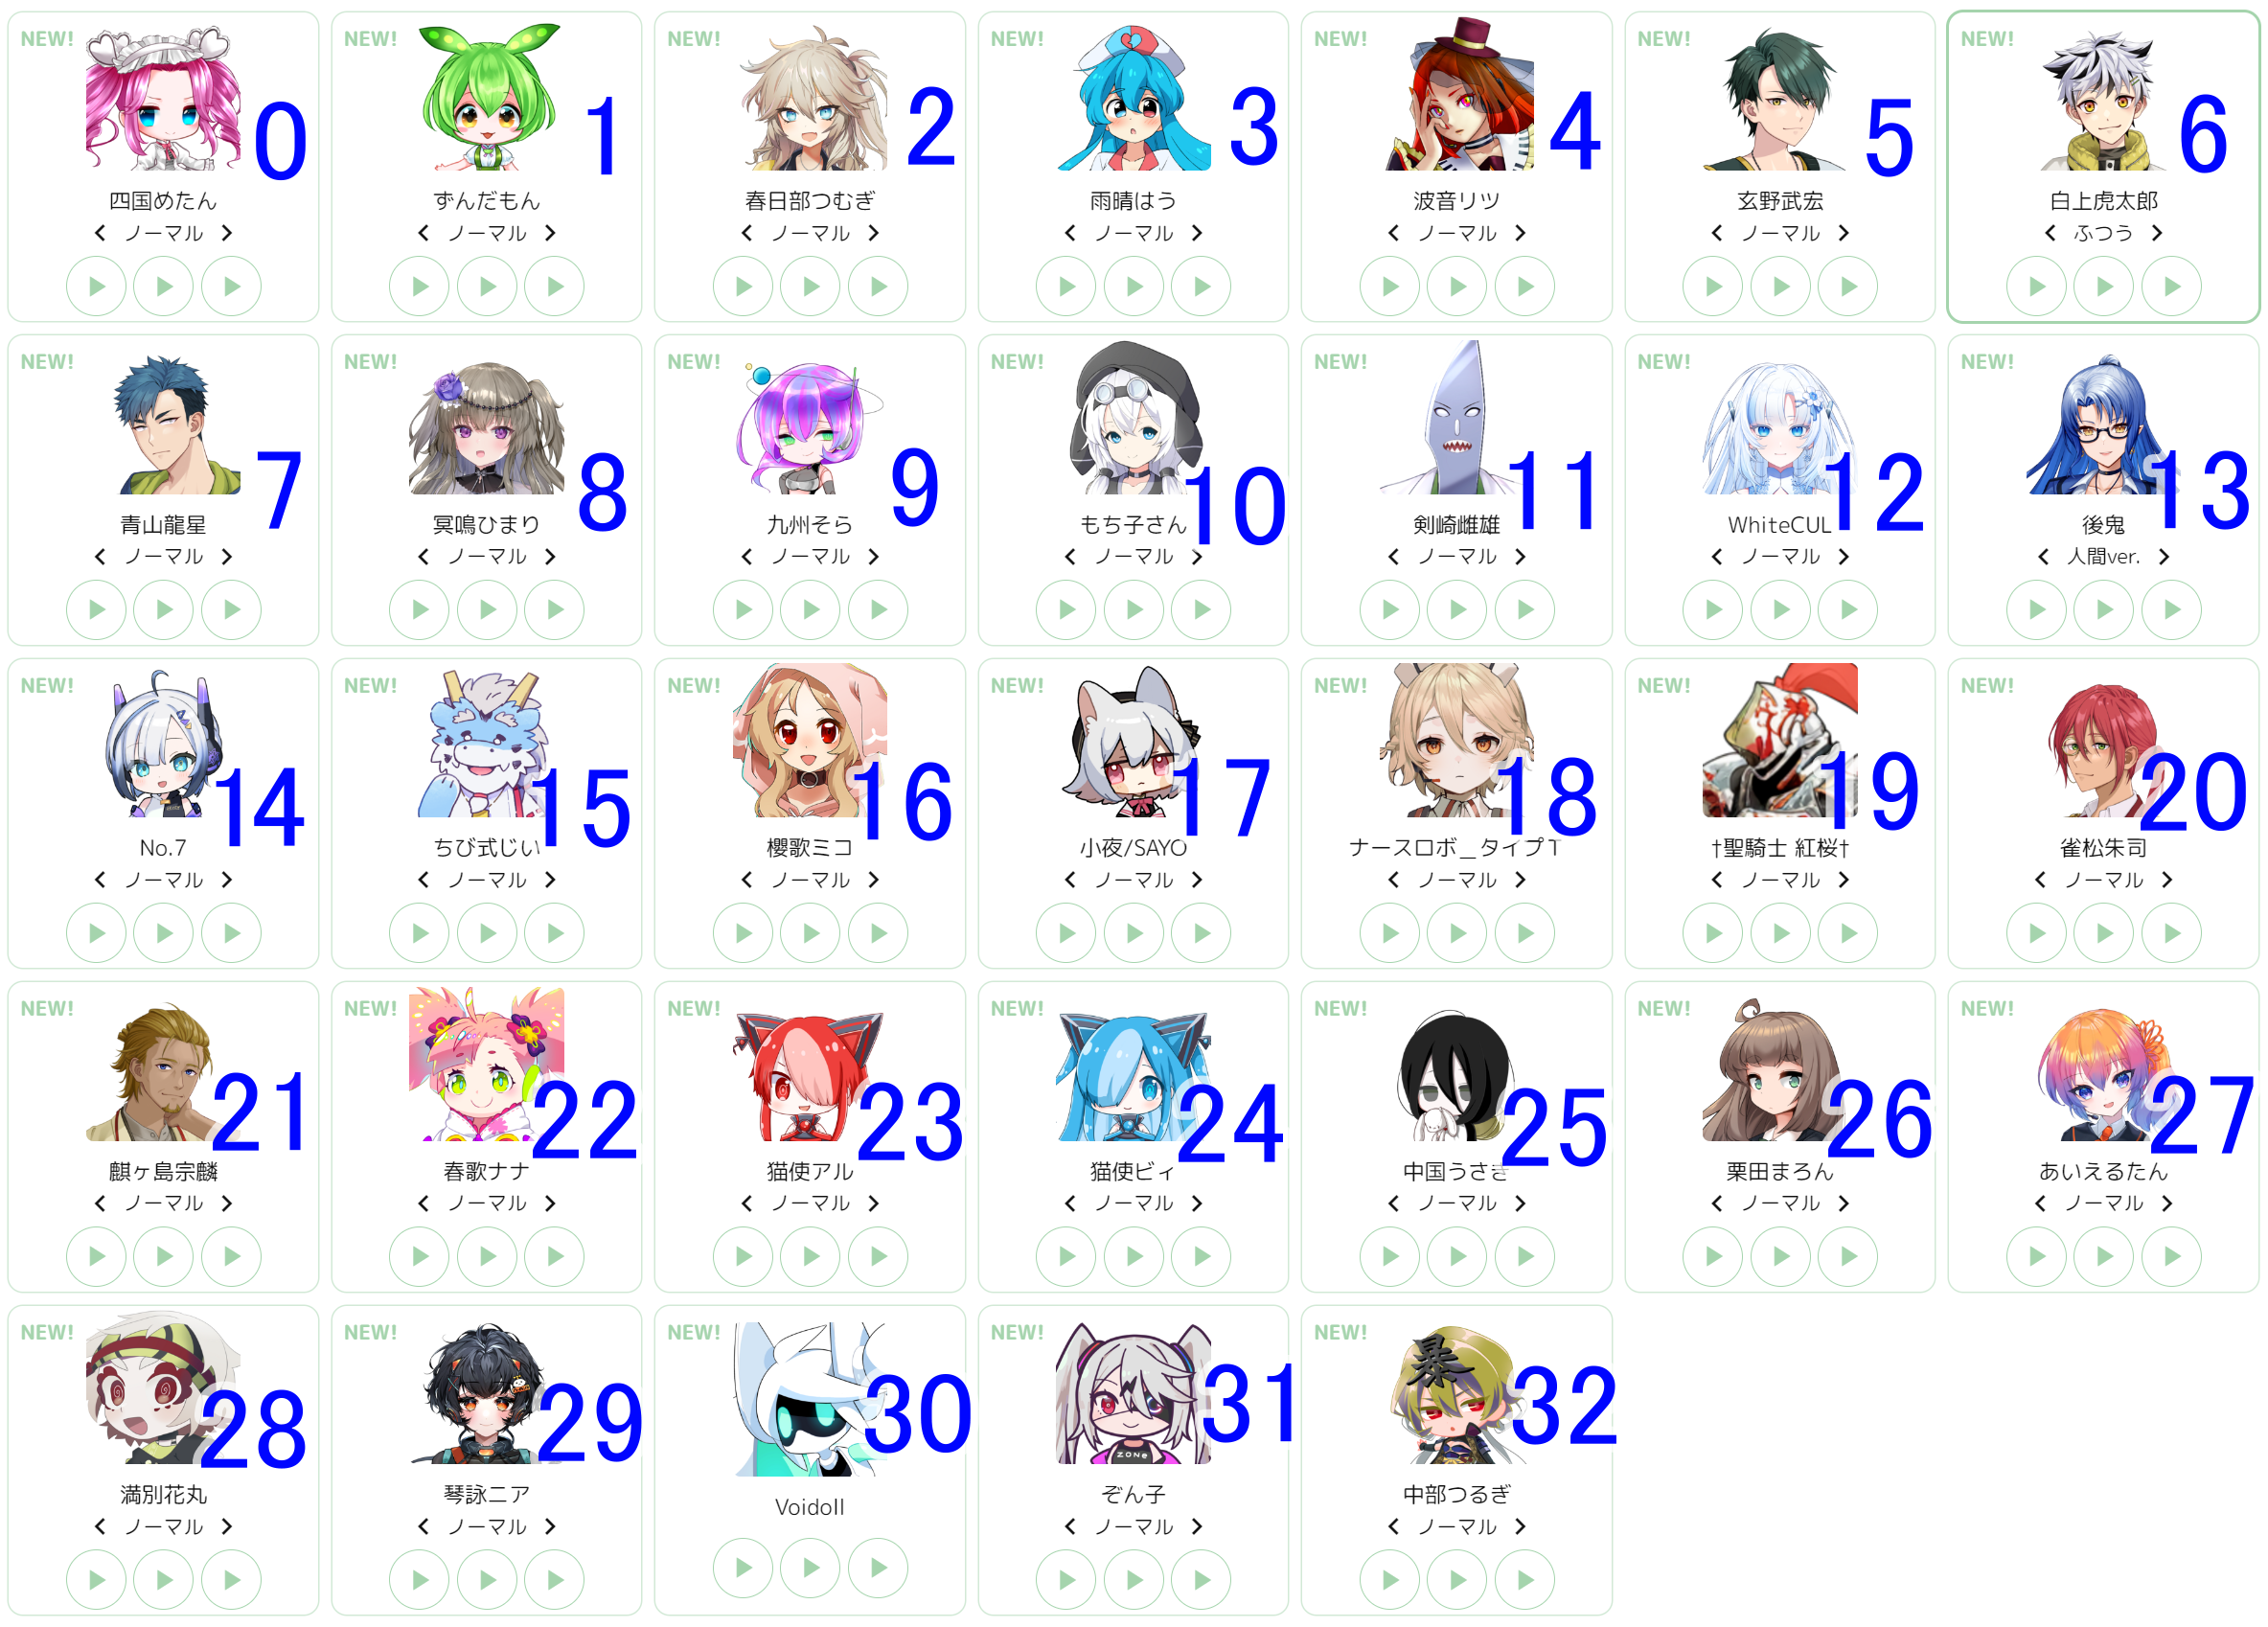 NEW!
0
四国めたん
ノーマル
NEW!
1
ずんだもん
ノーマル
NEW!
2
春日部つむぎ
ノーマル
NEW!
3
雨晴はう
ノーマル
NEW!
4
波音リツ
ノーマル
NEW!
5
玄野武宏
ノーマル
NEW!
6
白上虎太郎
ふつう
NEW!
7
青山龍星
ノーマル
NEW!
8
冥鳴ひまり
ノーマル
NEW!
9
九州そら
ノーマル
NEW!
10
もち子さん
ノーマル
NEW!
11
剣崎雌雄
ノーマル
NEW!
12
WhiteCUL
ノーマル
NEW!
13
後鬼
人間ver.
NEW!
14
No.7
ノーマル
NEW!
15
ちび式じい
ノーマル
NEW!
16
櫻歌ミコ
ノーマル
NEW!
17
小夜/SAYO
ノーマル
NEW!
18
ナースロボ＿タイプT
ノーマル
NEW!
19
†聖騎士 紅桜†
ノーマル
NEW!
20
雀松朱司
ノーマル
NEW!
21
麒ヶ島宗麟
ノーマル
NEW!
22
春歌ナナ
ノーマル
NEW!
23
猫使アル
ノーマル
NEW!
24
猫使ビィ
ノーマル
NEW!
25
中国うさぎ
ノーマル
NEW!
26
栗田まろん
ノーマル
NEW!
27
あいえるたん
ノーマル
NEW!
28
満別花丸
ノーマル
NEW!
29
琴詠ニア
ノーマル
NEW!
30
Voidoll
NEW!
ZONe
31
ぞん子
ノーマル
NEW!
暴
32
中部つるぎ
ノーマル